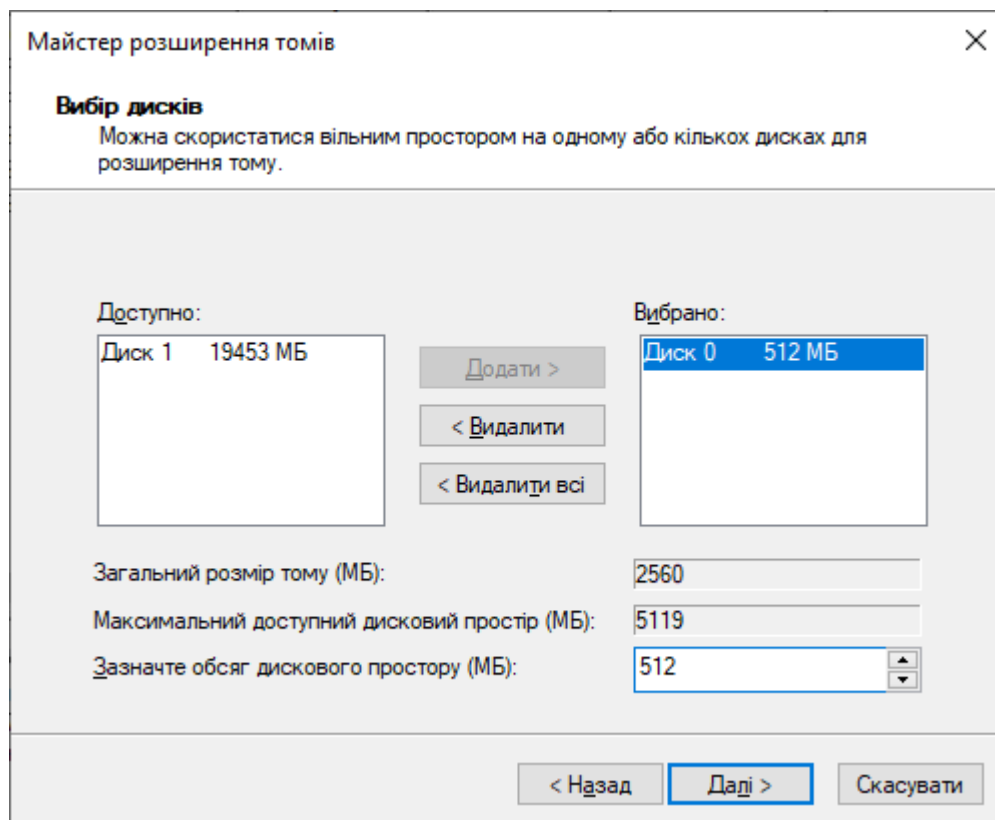 Майстер розширення томів
Вибір дисків
Можна скористатися вільним простором на одному або кількох дисках для
розширення тому.
Доступно:
Вибрано:
Диск 1 19453 МБ
Диск 0 512 МБ
Додати >
< Видалити
< Видалити всі
Загальний розмір тому (МБ): 2560
Максимальний доступний дисковий простір (МБ): 5119
Зазначте обсяг дискового простору (МБ): 512
< Назад
Далі >
Скасувати